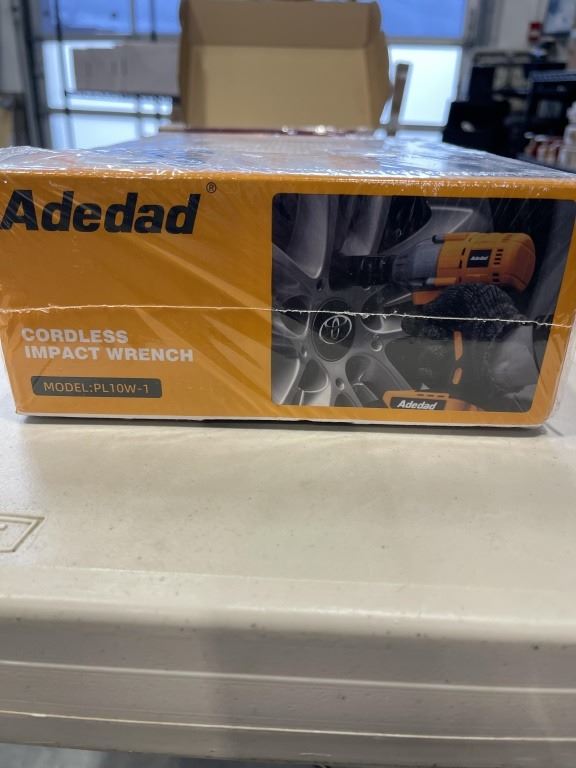 Adedad®
CORDLESS
IMPACT WRENCH
MODEL:PL10W-1
Adedad
Adedad